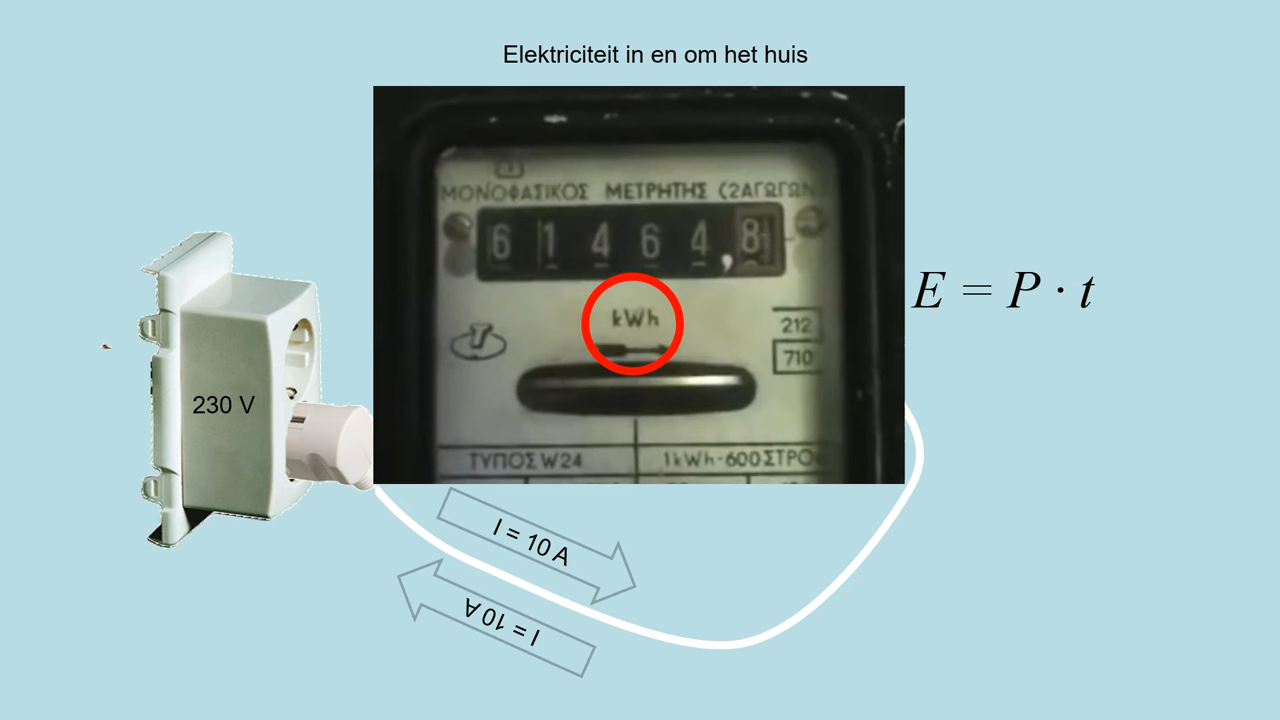 Elektriciteit in en om het huis
ΜΟΝΟΦΑΣΙΚΟΣ ΜΕΤΡΗΤΗΣ (2ΑΓΩΓΩΝ
6 1 4 6 4,8
kWh
212
710
E = P · t
230 V
ΤΥΠΟΣ W24
1kWh-600ΣΤΡΟ
I = 10 A
I = 10 A